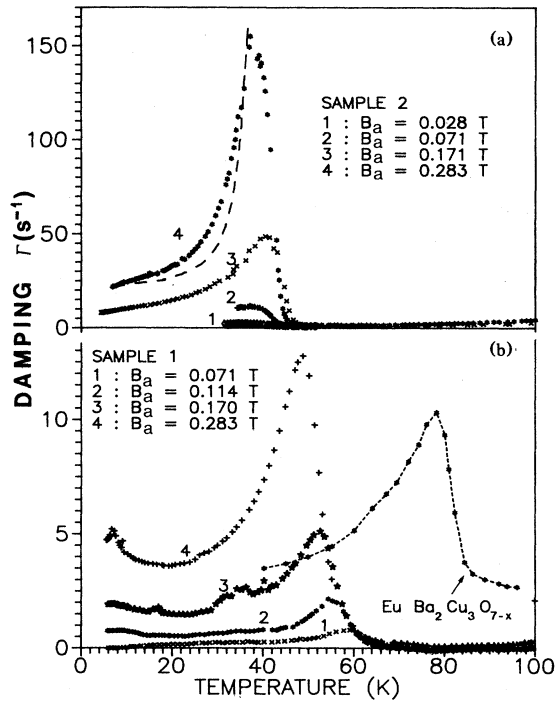 DAMPING Γ(s⁻¹)
150
100
50
0
(a)
SAMPLE 2
1 : Ba = 0.028 T
2 : Ba = 0.071 T
3 : Ba = 0.171 T
4 : Ba = 0.283 T
4
3
2
1
10
5
0
(b)
SAMPLE 1
1 : Ba = 0.071 T
2 : Ba = 0.114 T
3 : Ba = 0.170 T
4 : Ba = 0.283 T
4
3
2
1
Eu Ba₂ Cu₃ O₇₋ₓ
0 20 40 60 80 100
TEMPERATURE (K)